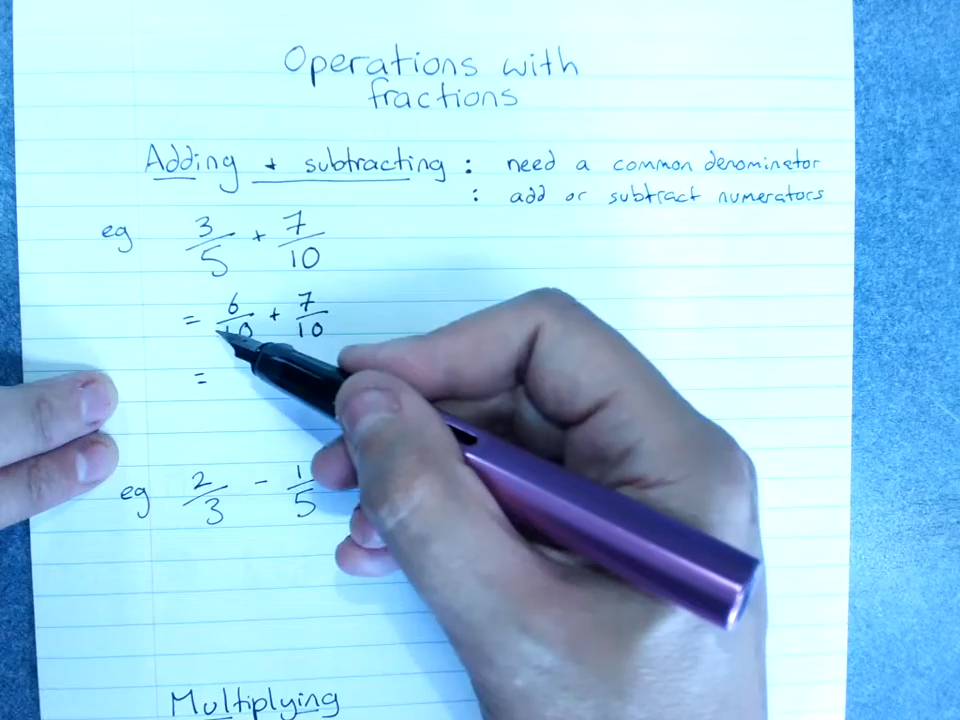 Operations with
fractions
Adding + subtracting : need a common denominator
: add or subtract numerators
eg 3/5 + 7/10
= 6/10 + 7/10
=
eg 2/3 - 1/5
Multiplying